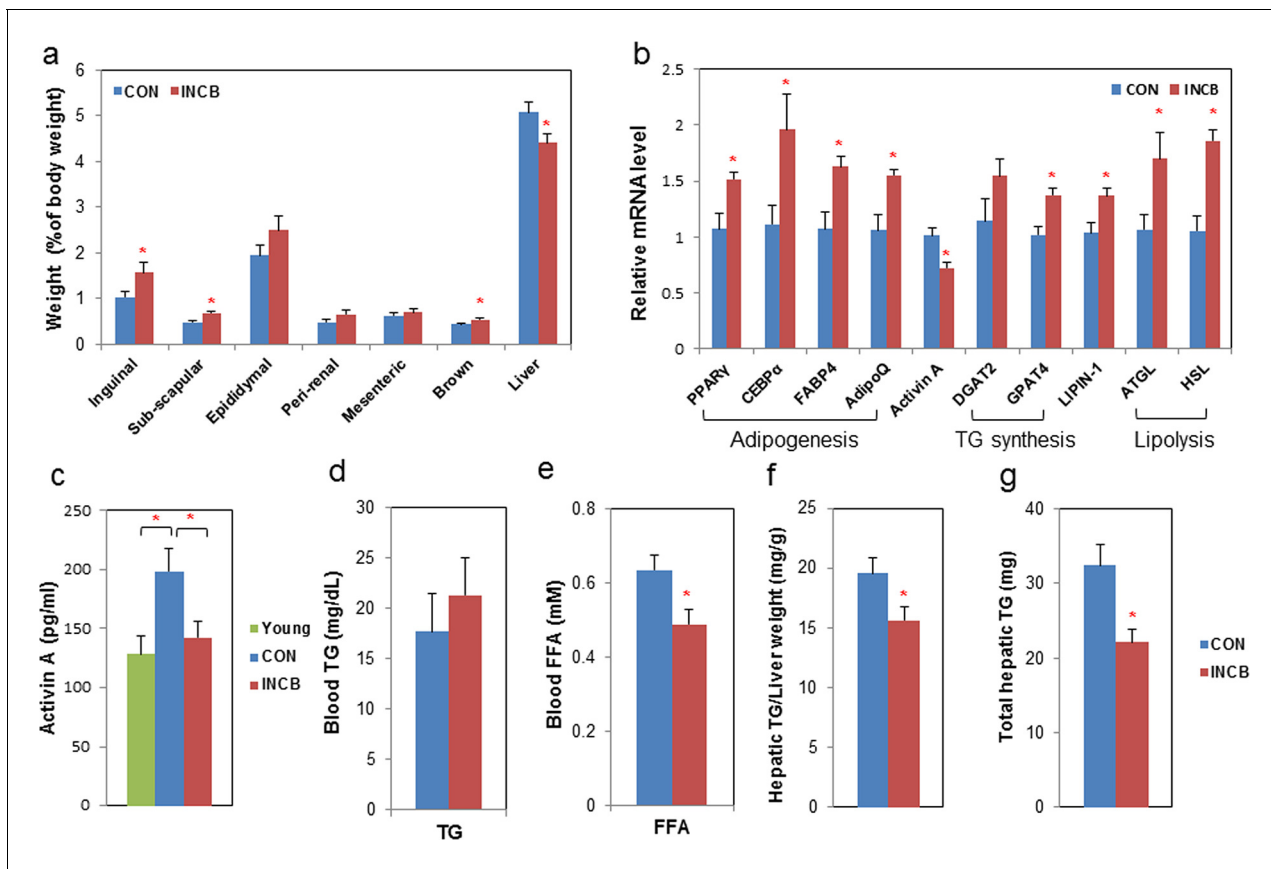 a
6
5
4
3
2
1
0
Weight (% of body weight)
CON INCB
*
*
*
*
Inguinal
Sub-scapular
Epididymal
Peri-renal
Mesenteric
Brown
Liver
b
2.5
2
1.5
1
0.5
0
Relative mRNA level
CON INCB
*
*
*
*
*
*
*
*
*
PPARγ
CEBPα
FABP4
AdipoQ
Activin A
DGAT2
GPAT4
LIPIN-1
ATGL
HSL
Adipogenesis
TG synthesis
Lipolysis
c
250
200
150
100
50
0
Activin A (pg/ml)
* *
Young
CON
INCB
d
30
25
20
15
10
5
0
Blood TG (mg/dL)
TG
e
0.8
0.6
0.4
0.2
0
Blood FFA (mM)
*
FFA
f
25
20
15
10
5
0
Hepatic TG/Liver weight (mg/g)
*
g
40
30
20
10
0
Total hepatic TG (mg)
*
CON
INCB